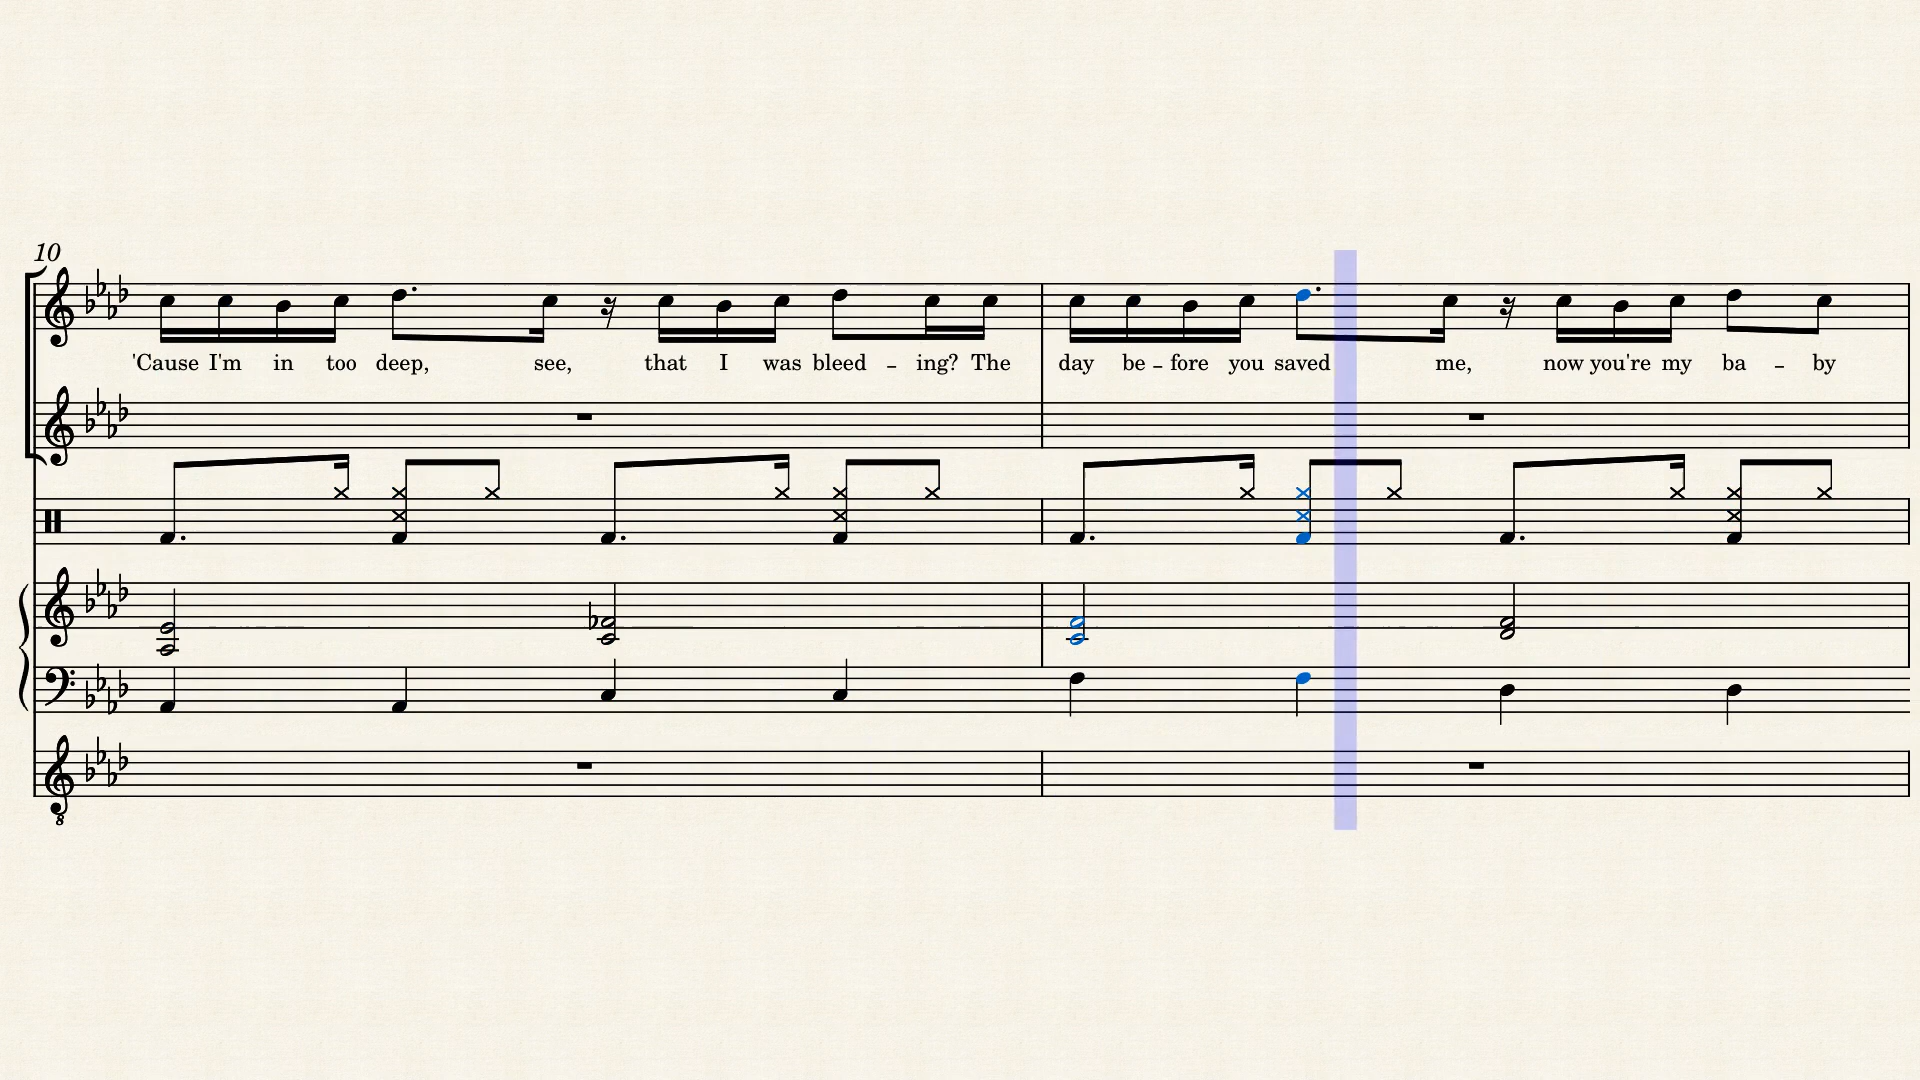 10
'Cause I'm in too deep, see, that I was bleed - ing? The day be - fore you saved me, now you're my ba - by
8